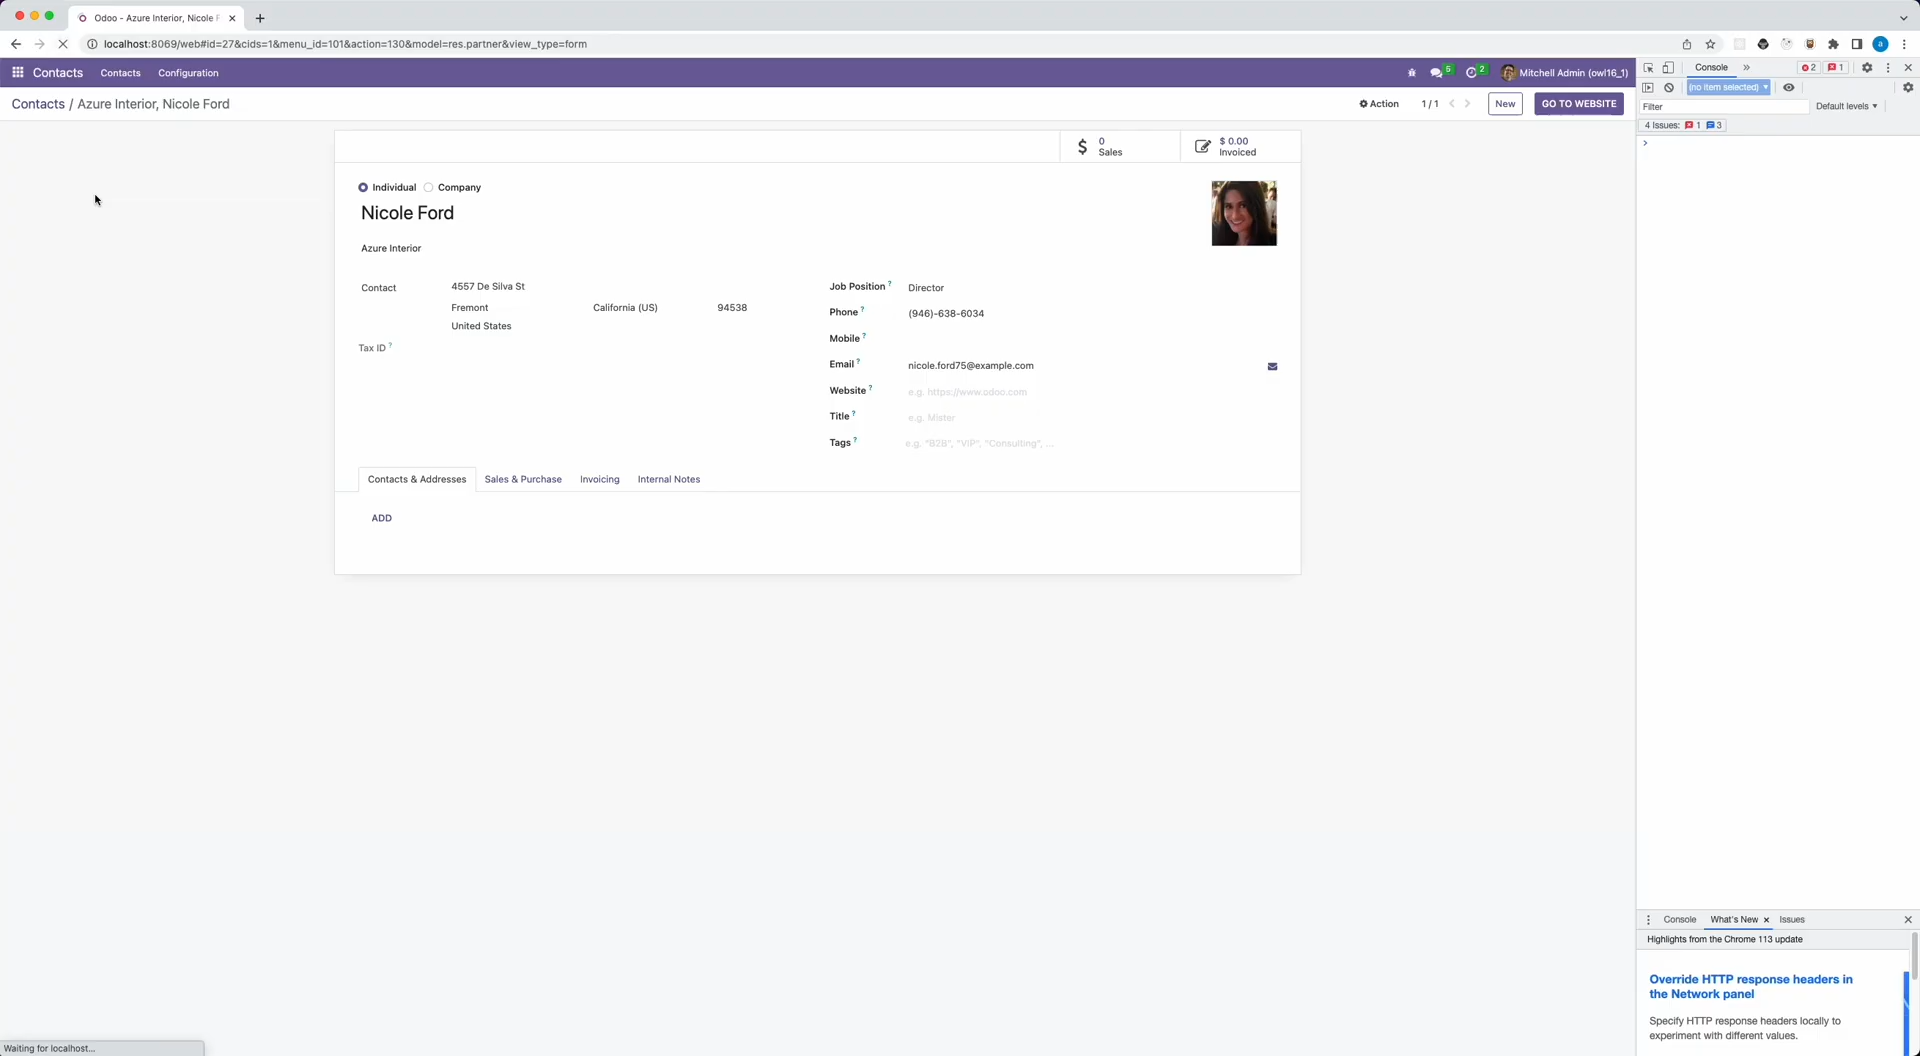 Odoo - Azure Interior, Nicole F
localhost:8069/web#id=27&cids=1&menu_id=101&action=130&model=res.partner&view_type=form
a
Contacts Contacts Configuration
5 2 Mitchell Admin (owl16_1)
Contacts / Azure Interior, Nicole Ford
Action 1 / 1 New GO TO WEBSITE
0
Sales
$ 0.00
Invoiced
Individual Company
Nicole Ford
Azure Interior
Contact
4557 De Silva St
Fremont California (US) 94538
United States
Tax ID ?
Job Position ? Director
Phone ? (946)-638-6034
Mobile ?
Email ? nicole.ford75@example.com
Website ? e.g. https://www.odoo.com
Title ? e.g. Mister
Tags ? e.g. "B2B", "VIP", "Consulting", ...
Contacts & Addresses Sales & Purchase Invoicing Internal Notes
ADD
Waiting for localhost...
Console » 2 1
(no item selected) ▼
Filter Default levels ▼
4 Issues: 1 3
>
Console What's New Issues
Highlights from the Chrome 113 update
Override HTTP response headers in
the Network panel
Specify HTTP response headers locally to
experiment with different values.